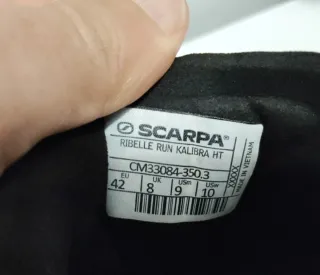 SCARPA®
RIBELLE RUN KALIBRA HT
CM33084-350.3
EU UK USm USw
42 8 9 10
XXXXX
MADE IN VIETNAM